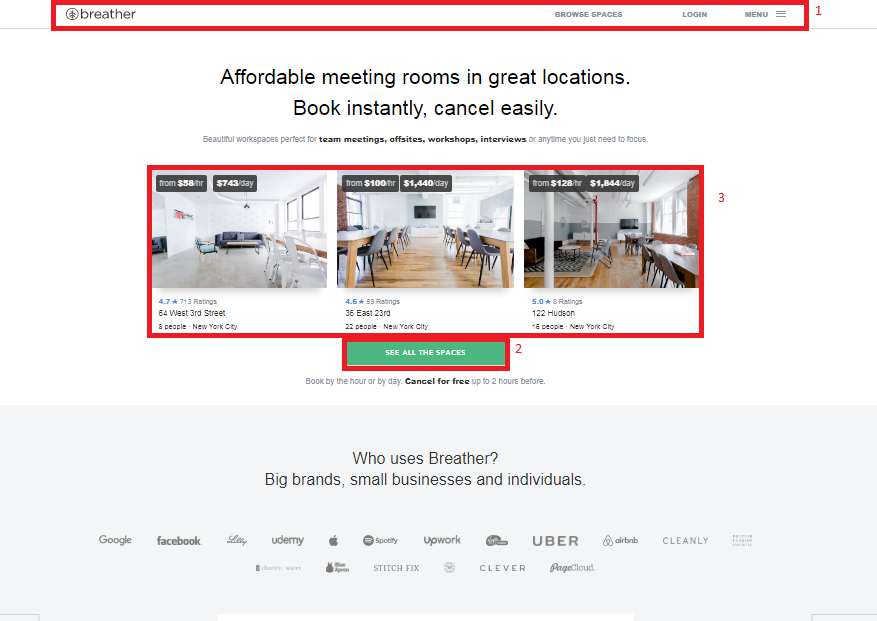 breather BROWSE SPACES LOGIN MENU 1
Affordable meeting rooms in great locations.
Book instantly, cancel easily.
Beautiful workspaces perfect for team meetings, offsites, workshops, interviews or anytime you just need to focus.
from $58/hr $743/day from $100/hr $1,440/day from $128/hr $1,844/day
3
4.7 ★ 713 Ratings 4.6 ★ 59 Ratings 5.0 ★ 8 Ratings
64 West 3rd Street 36 East 23rd 122 Hudson
8 people · New York City 22 people · New York City 16 people · New York City
SEE ALL THE SPACES 2
Book by the hour or by day. Cancel for free up to 2 hours before.
Who uses Breather?
Big brands, small businesses and individuals.
Google facebook Lilly udemy Spotify Upwork UBER airbnb CLEANLY
charity: water Blue Apron STITCH FIX CLEVER PageCloud.